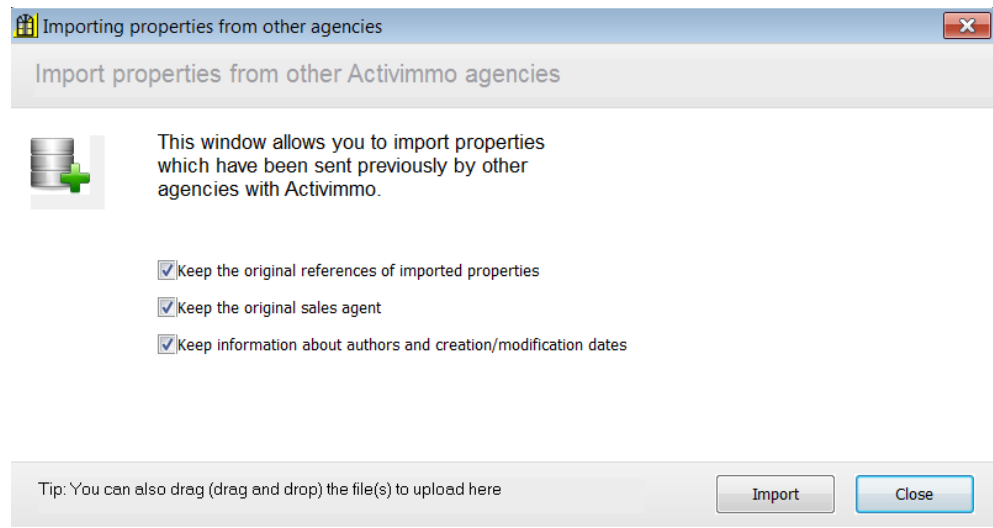 Importing properties from other agencies
Import properties from other Activimmo agencies
This window allows you to import properties
which have been sent previously by other
agencies with Activimmo.
Keep the original references of imported properties
Keep the original sales agent
Keep information about authors and creation/modification dates
Tip: You can also drag (drag and drop) the file(s) to upload here
Import
Close